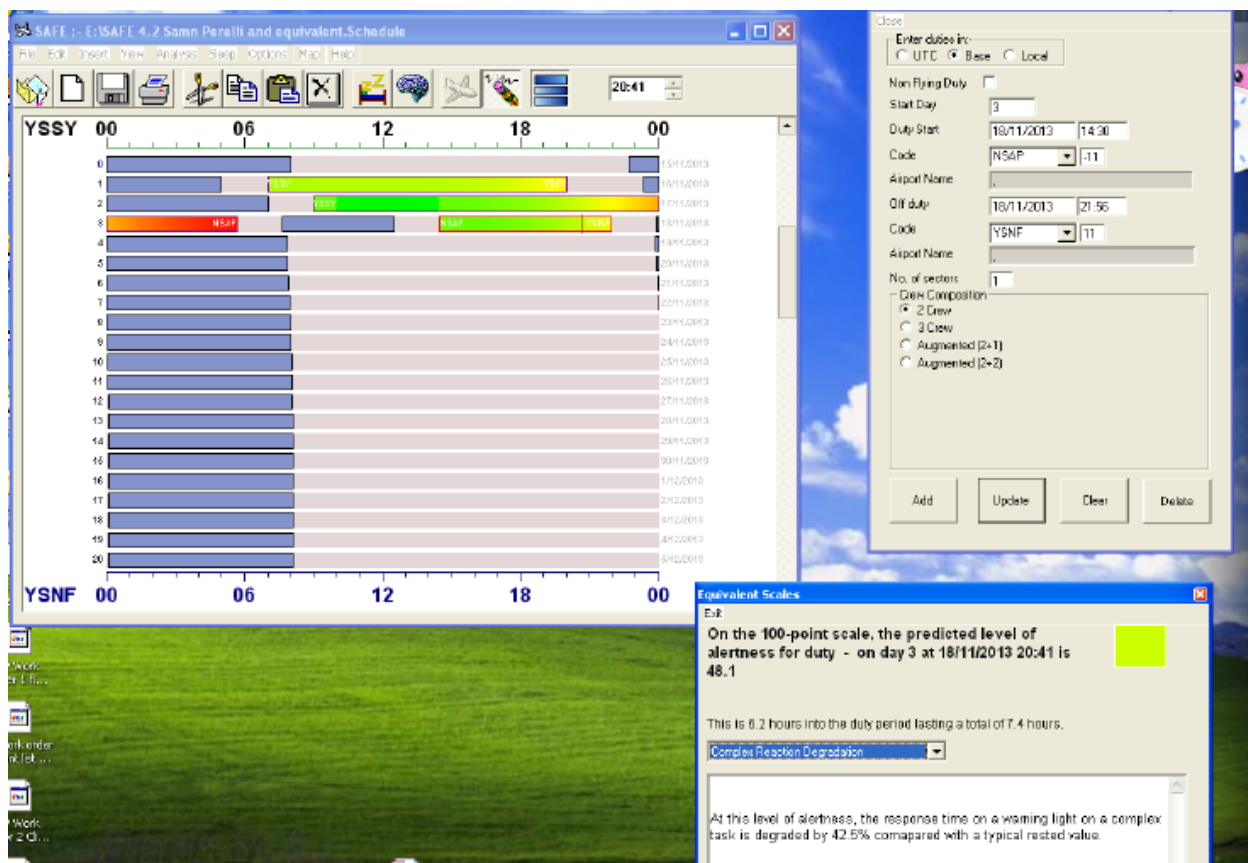 SAFE :- E:\SAFE 4.2 Samn Perelli and equivalent.Schedule
File Edit Insert View Analysis Sleep Options Map Help
20:41
YSSY 00 06 12 18 00
0 15/11/2013
1 YSSY YSSY 16/11/2013
2 YSSY 17/11/2013
3 NSAP NSAP YSNF 18/11/2013
4 19/11/2013
5 20/11/2013
6 21/11/2013
7 22/11/2013
8 23/11/2013
9 24/11/2013
10 25/11/2013
11 26/11/2013
12 27/11/2013
13 28/11/2013
14 29/11/2013
15 30/11/2013
16 1/12/2013
17 2/12/2013
18 3/12/2013
19 4/12/2013
20 5/12/2013
YSNF 00 06 12 18 00
Close
Enter duties in:-
UTC Base Local
Non Flying Duty
Start Day 3
Duty Start 18/11/2013 14:30
Code NSAP -11
Airport Name ,
Off duty 18/11/2013 21:56
Code YSNF 11
Airport Name ,
No. of sectors 1
Crew Composition
2 Crew
3 Crew
Augmented (2+1)
Augmented (2+2)
Add Update Clear Delete
Equivalent Scales
Exit
On the 100-point scale, the predicted level of
alertness for duty - on day 3 at 18/11/2013 20:41 is
48.1
This is 6.2 hours into the duty period lasting a total of 7.4 hours.
Complex Reaction Degradation
At this level of alertness, the response time on a warning light on a complex
task is degraded by 42.5% comapared with a typical rested value.
Work
order
Work